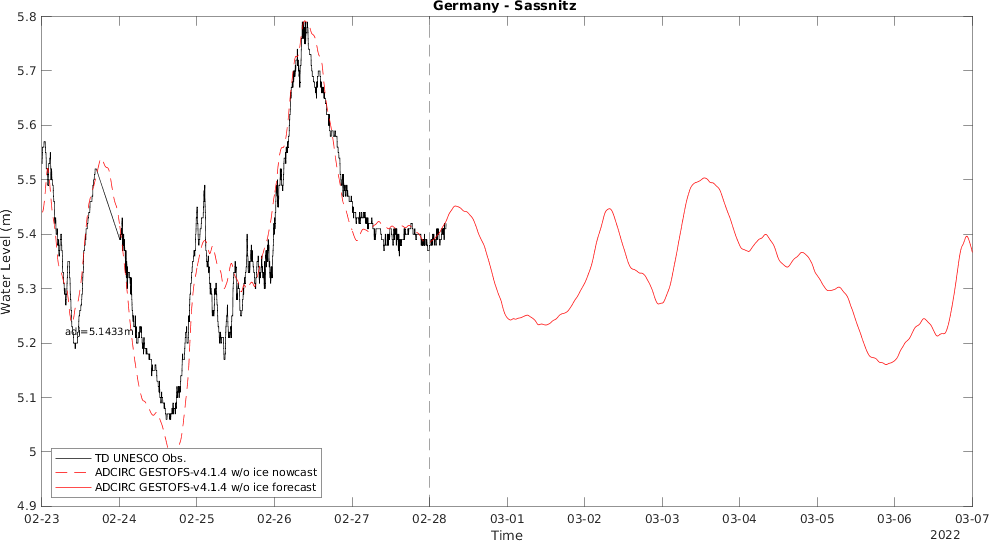 Germany - Sassnitz
5.8
5.7
5.6
5.5
5.4
5.3
5.2
5.1
5
4.9
Water Level (m)
adj=5.1433m
TD UNESCO Obs.
ADCIRC GESTOFS-v4.1.4 w/o ice nowcast
ADCIRC GESTOFS-v4.1.4 w/o ice forecast
02-23 02-24 02-25 02-26 02-27 02-28 03-01 03-02 03-03 03-04 03-05 03-06 03-07
Time
2022